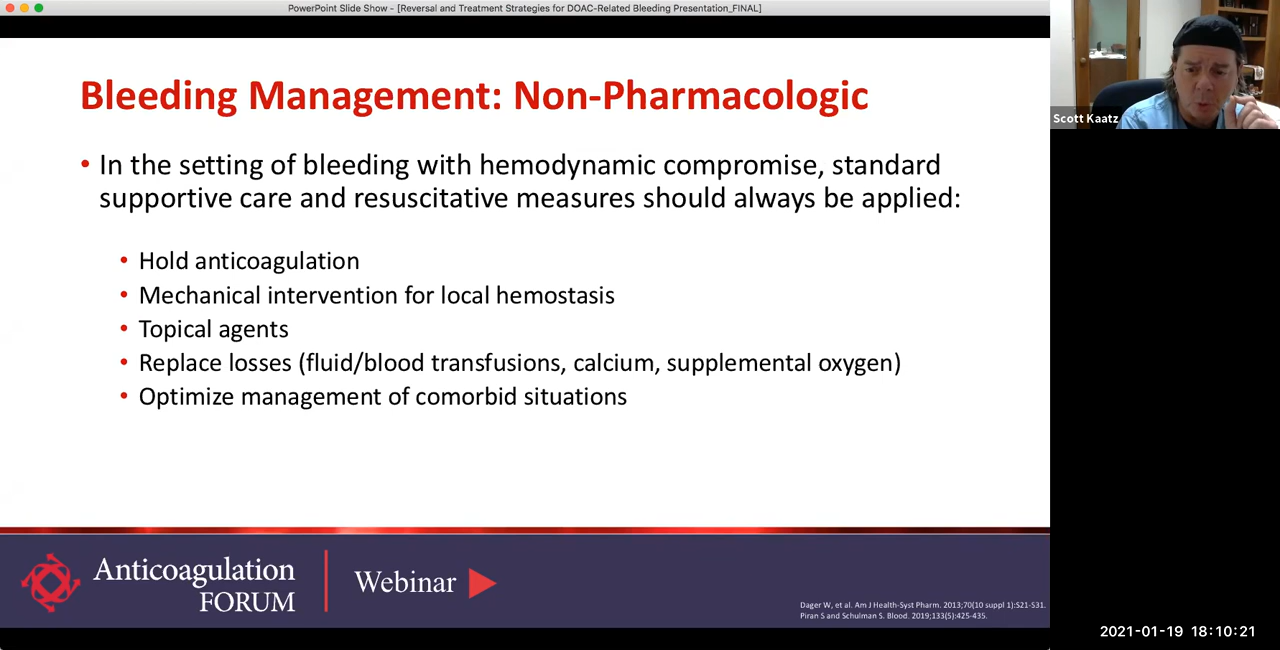 PowerPoint Slide Show - [Reversal and Treatment Strategies for DOAC-Related Bleeding Presentation_FINAL]
Bleeding Management: Non-Pharmacologic
• In the setting of bleeding with hemodynamic compromise, standard
supportive care and resuscitative measures should always be applied:
• Hold anticoagulation
• Mechanical intervention for local hemostasis
• Topical agents
• Replace losses (fluid/blood transfusions, calcium, supplemental oxygen)
• Optimize management of comorbid situations
Anticoagulation
FORUM
Webinar
Dager W, et al. Am J Health-Syst Pharm. 2013;70(10 suppl 1):S21-S31.
Piran S and Schulman S. Blood. 2019;133(5):425-435.
Scott Kaatz
2021-01-19 18:10:21